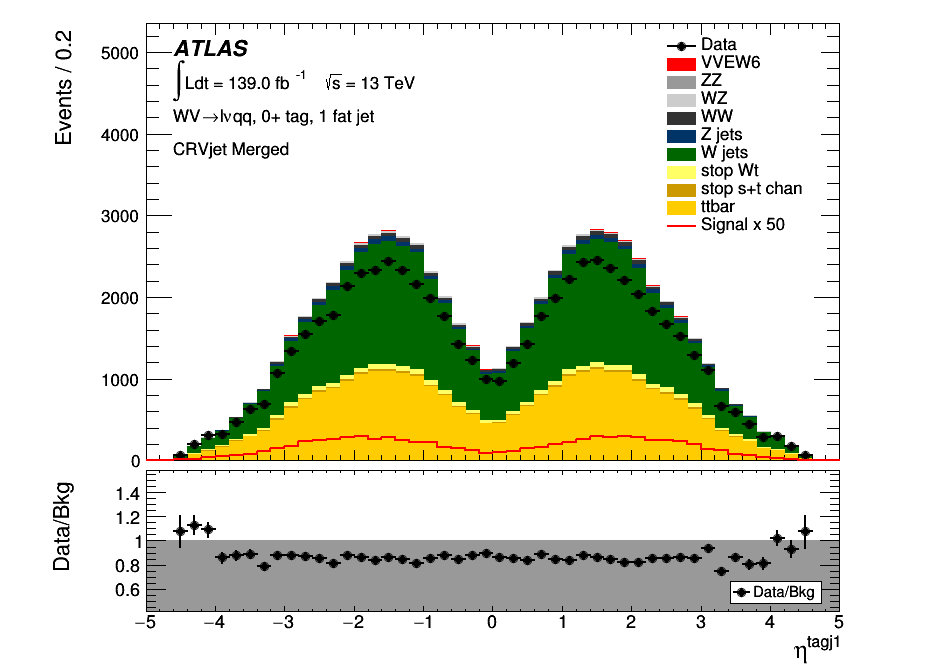 Events / 0.2
5000
4000
3000
2000
1000
0
ATLAS
∫Ldt = 139.0 fb⁻¹ √s = 13 TeV
WV→lνqq, 0+ tag, 1 fat jet
CRVjet Merged
Data
VVEW6
ZZ
WZ
WW
Z jets
W jets
stop Wt
stop s+t chan
ttbar
Signal x 50
Data/Bkg
1.4
1.2
1
0.8
0.6
Data/Bkg
−5 −4 −3 −2 −1 0 1 2 3 4 5
η^tagj1